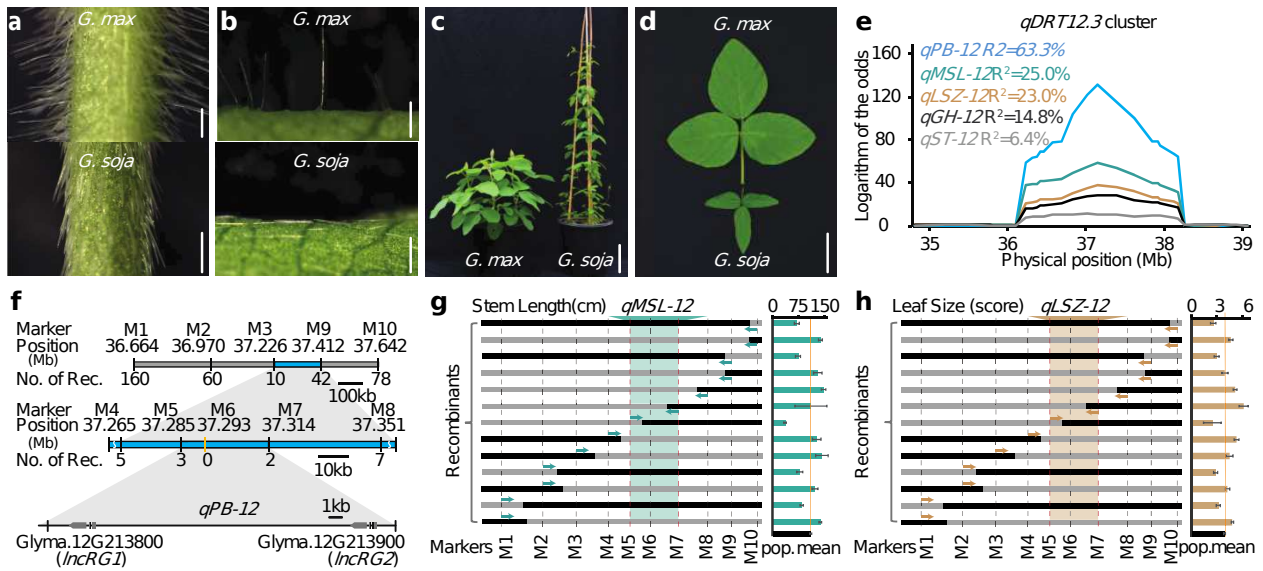 a
G. max
G. soja
b
G. max
G. soja
c
G. max
G. soja
d
G. max
G. soja
e
qDRT12.3 cluster
qPB-12 R2=63.3%
qMSL-12 R²=25.0%
qLSZ-12 R²=23.0%
qGH-12 R²=14.8%
qST-12 R²=6.4%
Logarithm of the odds
160
120
80
40
0
35 36 37 38 39
Physical position (Mb)
f
Marker M1 M2 M3 M9 M10
Position 36.664 36.970 37.226 37.412 37.642
(Mb)
No. of Rec. 160 60 10 42 78
100kb
Marker M4 M5 M6 M7 M8
Position 37.265 37.285 37.293 37.314 37.351
(Mb)
No. of Rec. 5 3 0 2 7
10kb
qPB-12 1kb
Glyma.12G213800 Glyma.12G213900
(lncRG1) (lncRG2)
g
Stem Length(cm) qMSL-12 0 75 150
Recombinants
pop.mean
Markers M1 M2 M3 M4 M5 M6 M7 M8 M9 M10
h
Leaf Size (score) qLSZ-12 0 3 6
Recombinants
pop.mean
Markers M1 M2 M3 M4 M5 M6 M7 M8 M9 M10